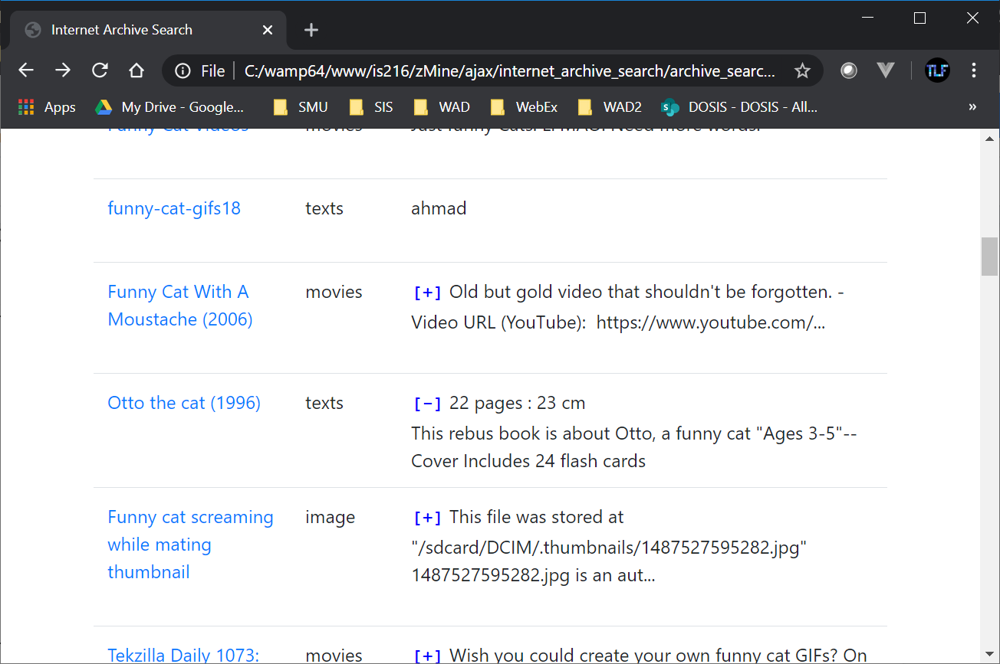 Internet Archive Search
File C:/wamp64/www/is216/zMine/ajax/internet_archive_search/archive_searc...
TLF
Apps My Drive - Google... SMU SIS WAD WebEx WAD2 DOSIS - DOSIS - All... »
Funny Cat Videos movies Just funny Cats. LFMAO. Need more words.
funny-cat-gifs18 texts ahmad
Funny Cat With A movies [+] Old but gold video that shouldn't be forgotten. -
Moustache (2006) Video URL (YouTube): https://www.youtube.com/...
Otto the cat (1996) texts [−] 22 pages : 23 cm
This rebus book is about Otto, a funny cat "Ages 3-5"--
Cover Includes 24 flash cards
Funny cat screaming image [+] This file was stored at
while mating "/sdcard/DCIM/.thumbnails/1487527595282.jpg"
thumbnail 1487527595282.jpg is an aut...
Tekzilla Daily 1073: movies [+] Wish you could create your own funny cat GIFs? On